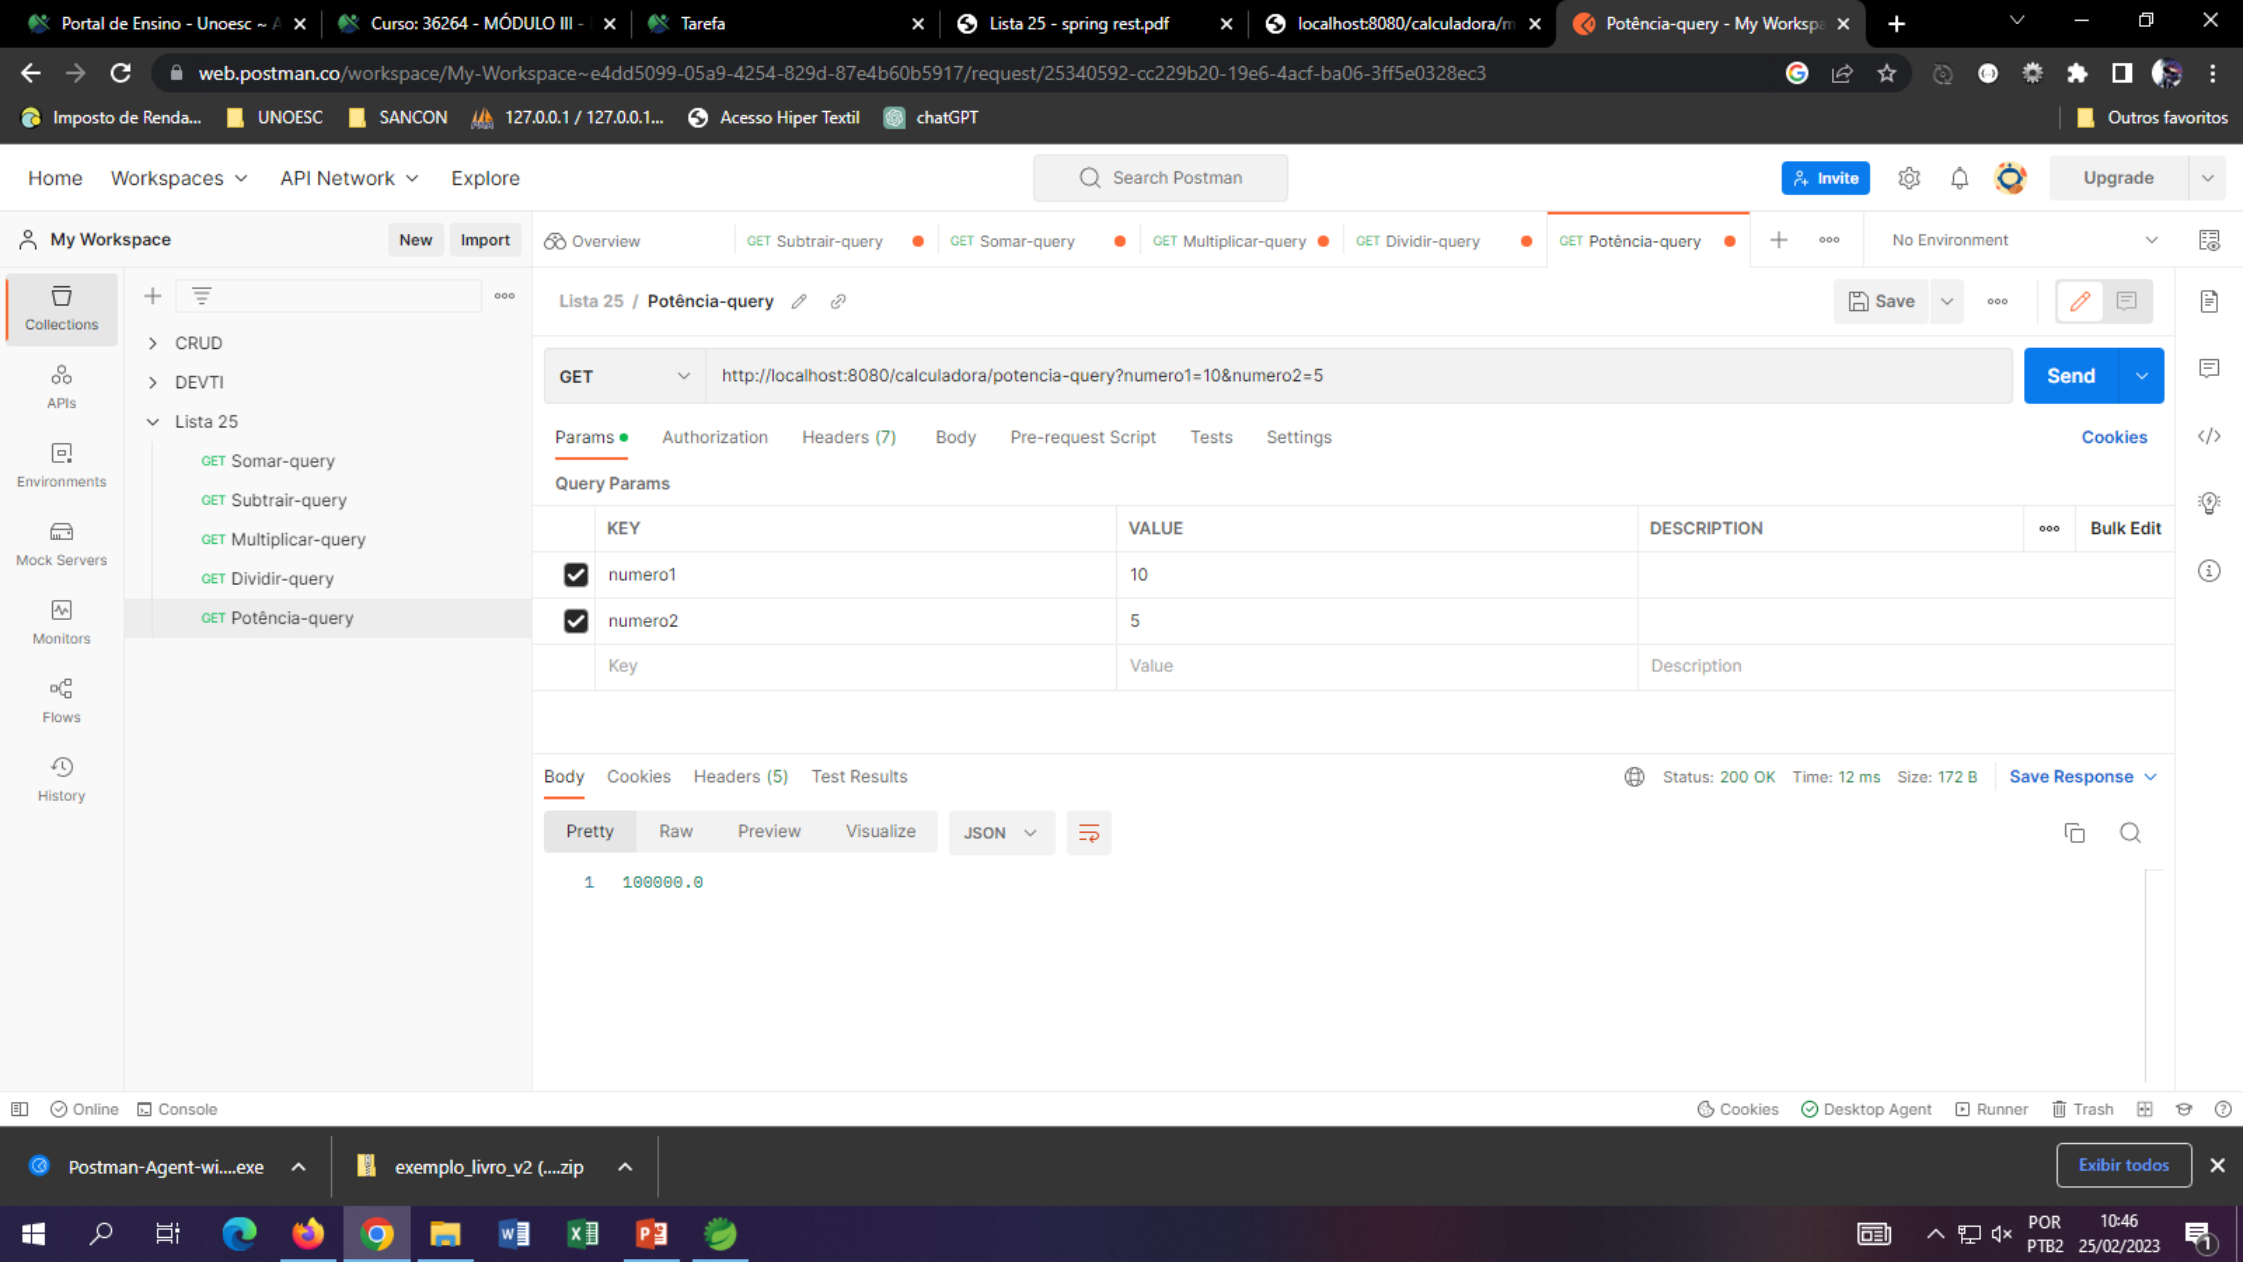 Portal de Ensino - Unoesc ~ A
Curso: 36264 - MÓDULO III -
Tarefa
Lista 25 - spring rest.pdf
localhost:8080/calculadora/m
Potência-query - My Workspa
web.postman.co/workspace/My-Workspace~e4dd5099-05a9-4254-829d-87e4b60b5917/request/25340592-cc229b20-19e6-4acf-ba06-3ff5e0328ec3
Imposto de Renda...
UNOESC
SANCON
127.0.0.1 / 127.0.0.1...
Acesso Hiper Textil
chatGPT
Outros favoritos
Home
Workspaces
API Network
Explore
Search Postman
Invite
Upgrade
My Workspace
New
Import
Overview
GET Subtrair-query
GET Somar-query
GET Multiplicar-query
GET Dividir-query
GET Potência-query
No Environment
Collections
APIs
Environments
Mock Servers
Monitors
Flows
History
CRUD
DEVTI
Lista 25
GET Somar-query
GET Subtrair-query
GET Multiplicar-query
GET Dividir-query
GET Potência-query
Lista 25 / Potência-query
Save
GET
http://localhost:8080/calculadora/potencia-query?numero1=10&numero2=5
Send
Params
Authorization
Headers (7)
Body
Pre-request Script
Tests
Settings
Cookies
Query Params
KEY
VALUE
DESCRIPTION
Bulk Edit
numero1
10
numero2
5
Key
Value
Description
Body
Cookies
Headers (5)
Test Results
Status: 200 OK
Time: 12 ms
Size: 172 B
Save Response
Pretty
Raw
Preview
Visualize
JSON
1 100000.0
Online
Console
Cookies
Desktop Agent
Runner
Trash
Postman-Agent-wi....exe
exemplo_livro_v2 (....zip
Exibir todos
POR
PTB2
10:46
25/02/2023
1